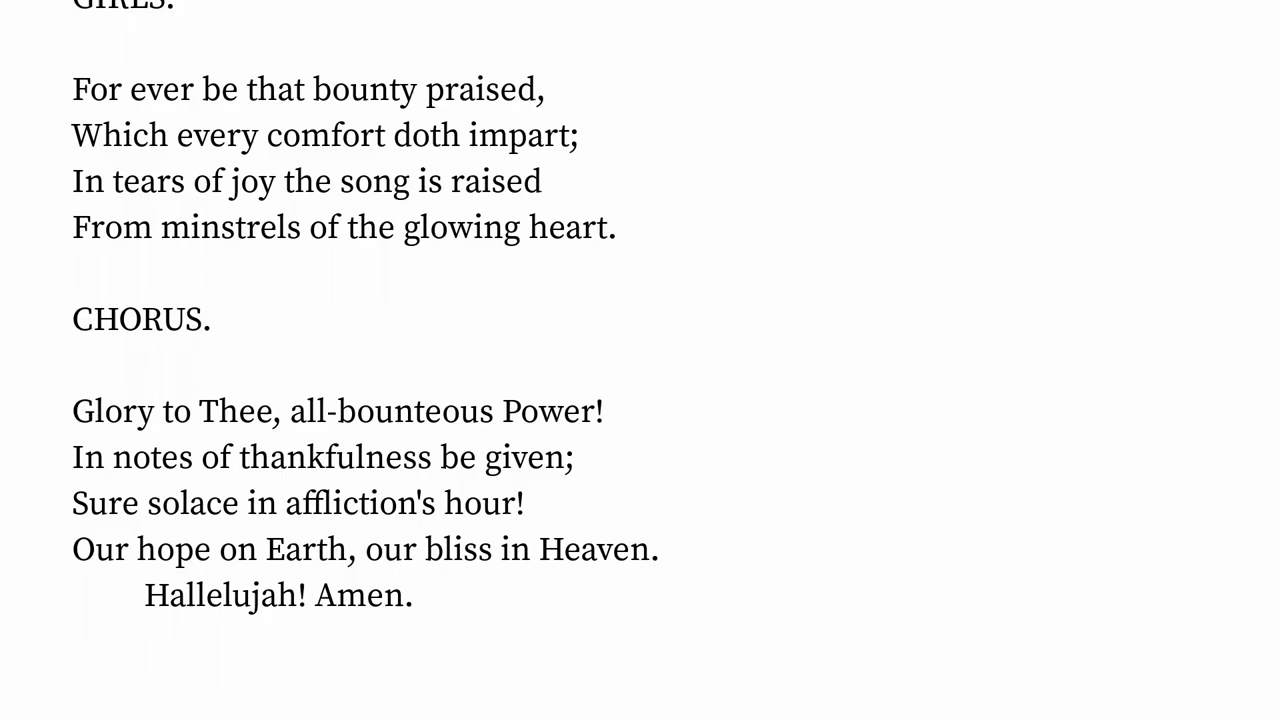 GIRLS.
For ever be that bounty praised,
Which every comfort doth impart;
In tears of joy the song is raised
From minstrels of the glowing heart.
CHORUS.
Glory to Thee, all-bounteous Power!
In notes of thankfulness be given;
Sure solace in affliction's hour!
Our hope on Earth, our bliss in Heaven.
Hallelujah! Amen.